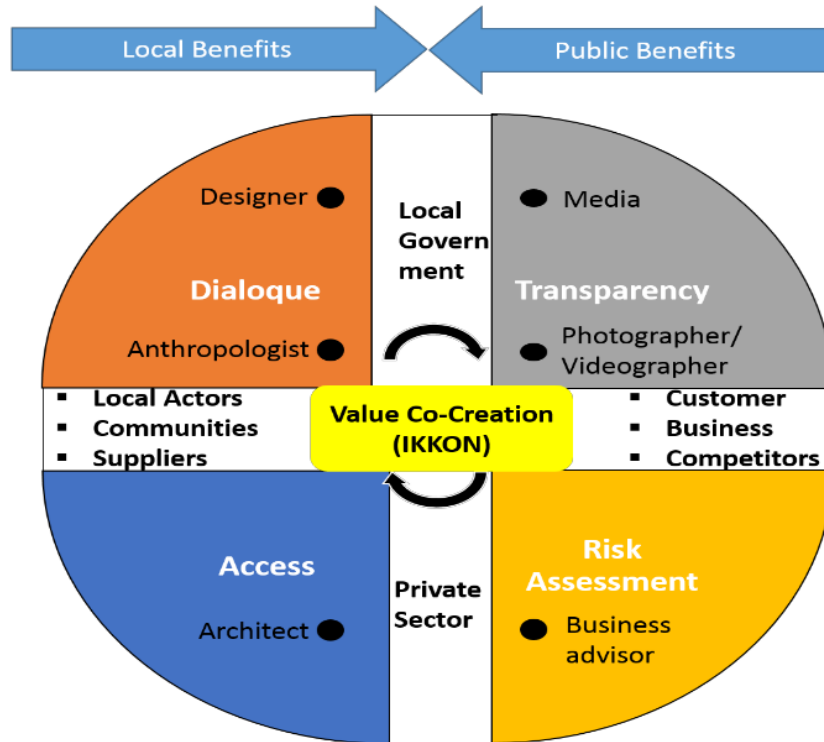 Local Benefits
Public Benefits
Designer
Dialoque
Anthropologist
Local
Govern
ment
Media
Transparency
Photographer/
Videographer
▪ Local Actors
▪ Communities
▪ Suppliers
Value Co-Creation
(IKKON)
▪ Customer
▪ Business
▪ Competitors
Access
Architect
Private
Sector
Risk
Assessment
Business
advisor